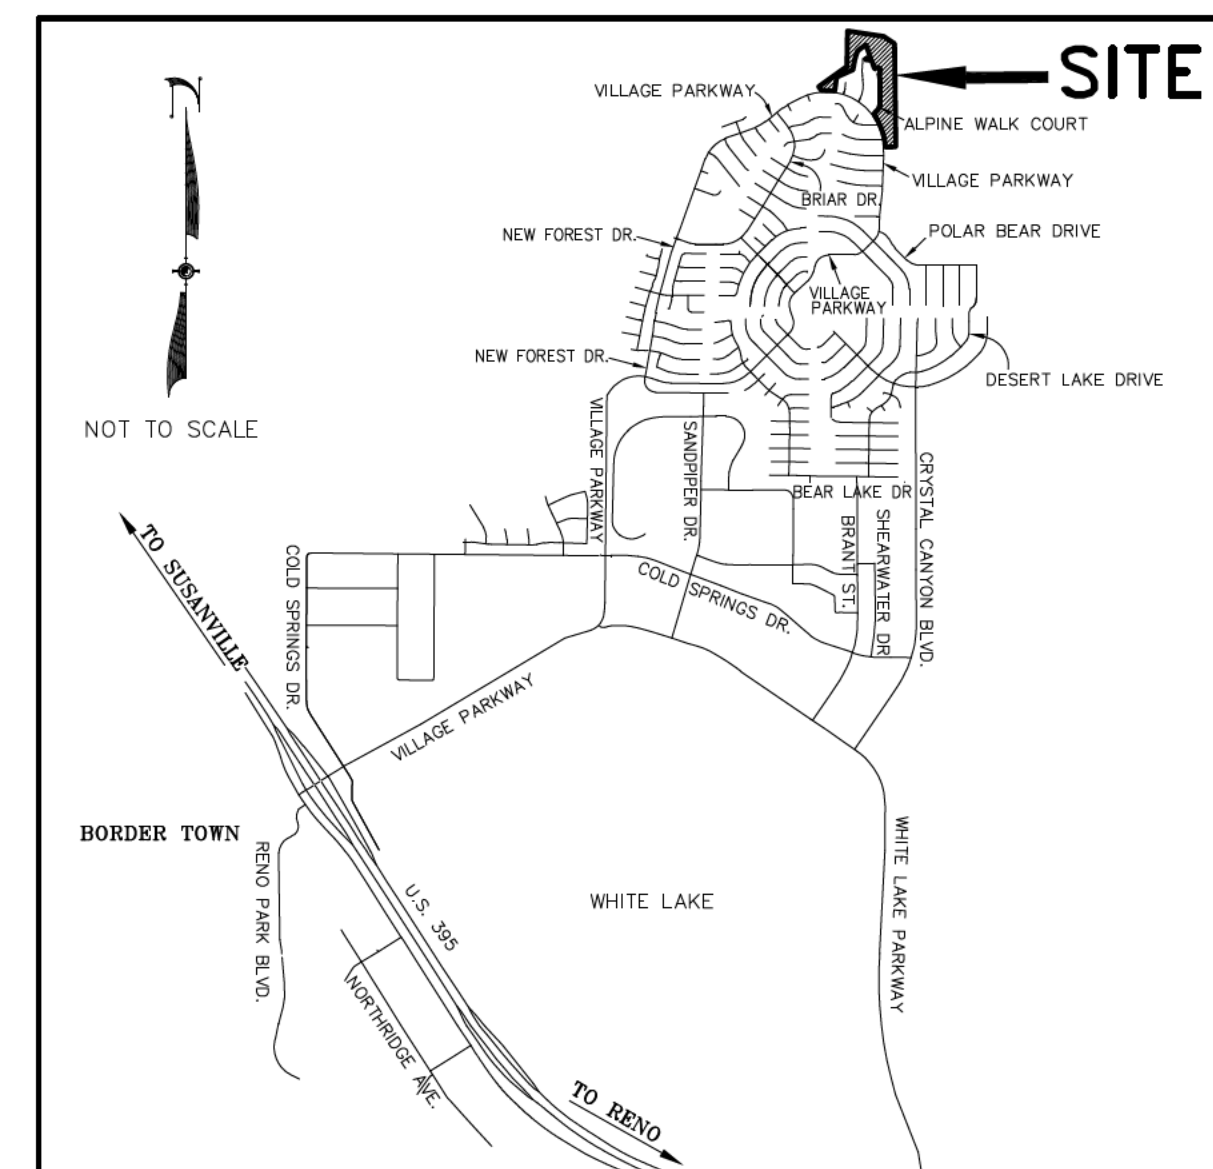 SITE
VILLAGE PARKWAY
ALPINE WALK COURT
VILLAGE PARKWAY
BRIAR DR.
NEW FOREST DR.
POLAR BEAR DRIVE
VILLAGE
PARKWAY
NEW FOREST DR.
DESERT LAKE DRIVE
NOT TO SCALE
VILLAGE PARKWAY
SANDPIPER DR.
BEAR LAKE DR
CRYSTAL CANYON BLVD.
BRANT ST.
SHEARWATER DR
TO SUSANVILLE
COLD SPRINGS DR.
COLD SPRINGS DR.
VILLAGE PARKWAY
BORDER TOWN
RENO PARK BLVD.
U.S. 395
WHITE LAKE
WHITE LAKE PARKWAY
NORTHRIDGE AVE.
TO RENO